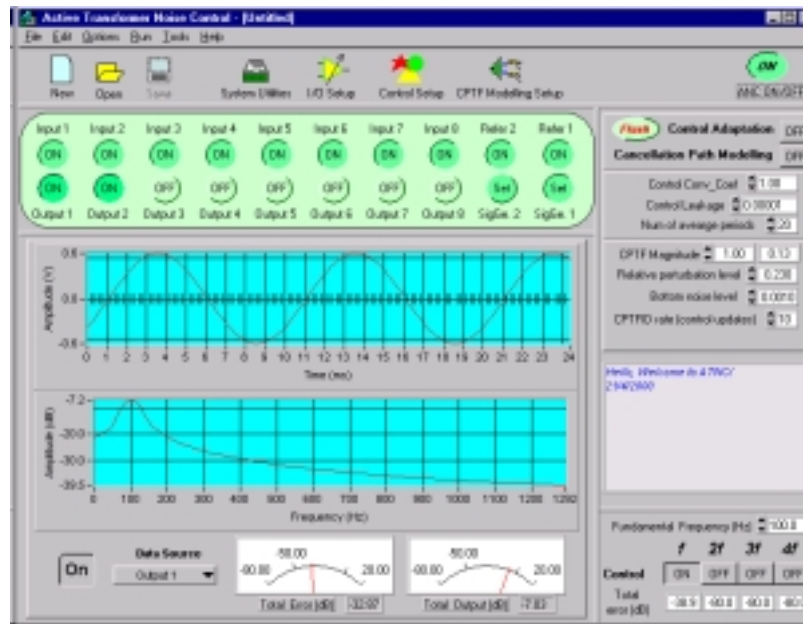 Active Transformer Noise Control - [Untitled]
File Edit Options Run Tools Help
New Open Save System Utilities I/O Setup Control Setup CPTF Modelling Setup
ON
ANC ON/OFF
Input 1 Input 2 Input 3 Input 4 Input 5 Input 6 Input 7 Input 8 Refer 2 Refer 1
ON ON ON ON ON ON ON ON ON ON
ON ON OFF OFF OFF OFF OFF OFF Set Set
Output 1 Output 2 Output 3 Output 4 Output 5 Output 6 Output 7 Output 8 SigGe. 2 SigGe. 1
Flash Control Adaptation OFF
Cancellation Path Modelling OFF
Control Conv_Coef 1.00
Control Leakage 0.00001
Num of average periods 20
CPTF Magnitude 1.00 0.13
Relative perturbation level 0.230
Bottom noise level 0.0010
CPTRD rate (control updates) 10
Hello, Welcome to ATNC!
Amplitude (V)
0.6
0.0
-0.6
0 1 2 3 4 5 6 7 8 9 10 11 12 13 14 15 16 17 18 19 20 21 22 23 24
Time (ms)
Amplitude (dB)
-7.2
-20.0
-30.0
-39.5
0 100 200 300 400 500 600 700 800 900 1000 1100 1200 1282
Frequency (Hz)
On
Data Source
Output 1
-50.00
-80.00 20.00
Total Error (dB) -32.87
-50.00
-80.00 20.00
Total Output (dB) -7.83
Fundamental Frequency (Hz) 100.0
f 2f 3f 4f
Control ON OFF OFF OFF
Total
error (dB)